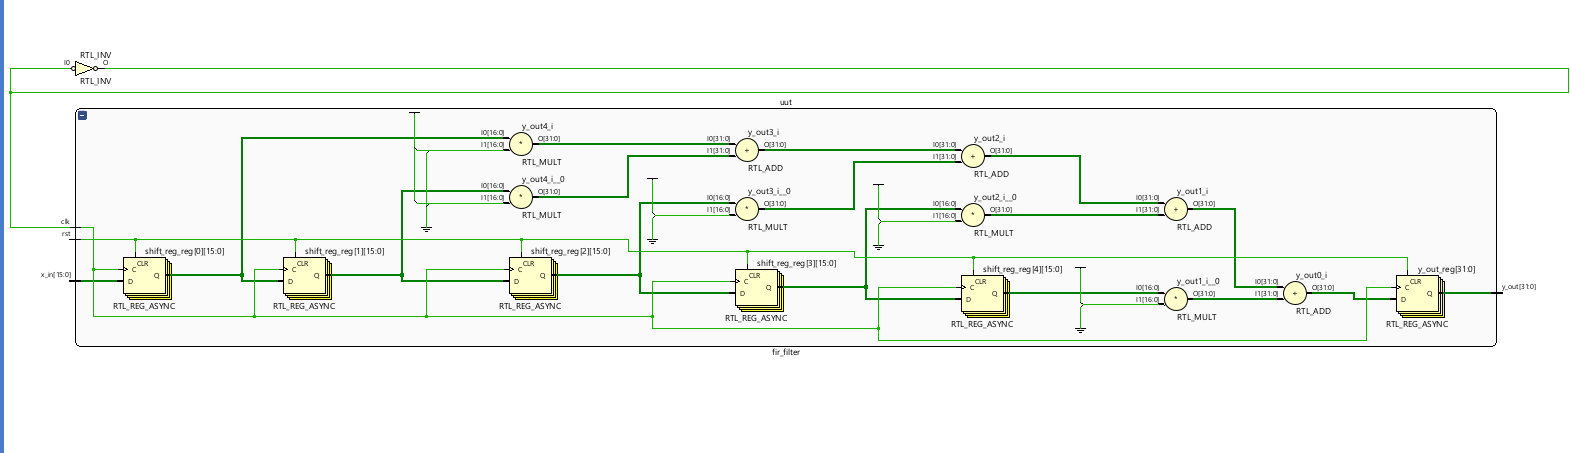 RTL_INV
I0 O
RTL_INV
uut
y_out4_i
I0[16:0] O[31:0]
I1[16:0] *
RTL_MULT
y_out3_i
I0[31:0] O[31:0]
I1[31:0] +
RTL_ADD
y_out2_i
I0[31:0] O[31:0]
I1[31:0] +
RTL_ADD
y_out4_i__0
I0[16:0] O[31:0]
I1[16:0] *
RTL_MULT
y_out3_i__0
I0[16:0] O[31:0]
I1[16:0] *
RTL_MULT
y_out2_i__0
I0[16:0] O[31:0]
I1[16:0] *
RTL_MULT
y_out1_i
I0[31:0] O[31:0]
I1[31:0] +
RTL_ADD
clk
rst
x_in[15:0]
shift_reg_reg[0][15:0]
CLR
C Q
D
RTL_REG_ASYNC
shift_reg_reg[1][15:0]
CLR
C Q
D
RTL_REG_ASYNC
shift_reg_reg[2][15:0]
CLR
C Q
D
RTL_REG_ASYNC
shift_reg_reg[3][15:0]
CLR
C Q
D
RTL_REG_ASYNC
shift_reg_reg[4][15:0]
CLR
C Q
D
RTL_REG_ASYNC
y_out1_i__0
I0[16:0] O[31:0]
I1[16:0] *
RTL_MULT
y_out0_i
I0[31:0] O[31:0]
I1[31:0] +
RTL_ADD
y_out_reg[31:0]
CLR
C Q
D
RTL_REG_ASYNC
y_out[31:0]
fir_filter